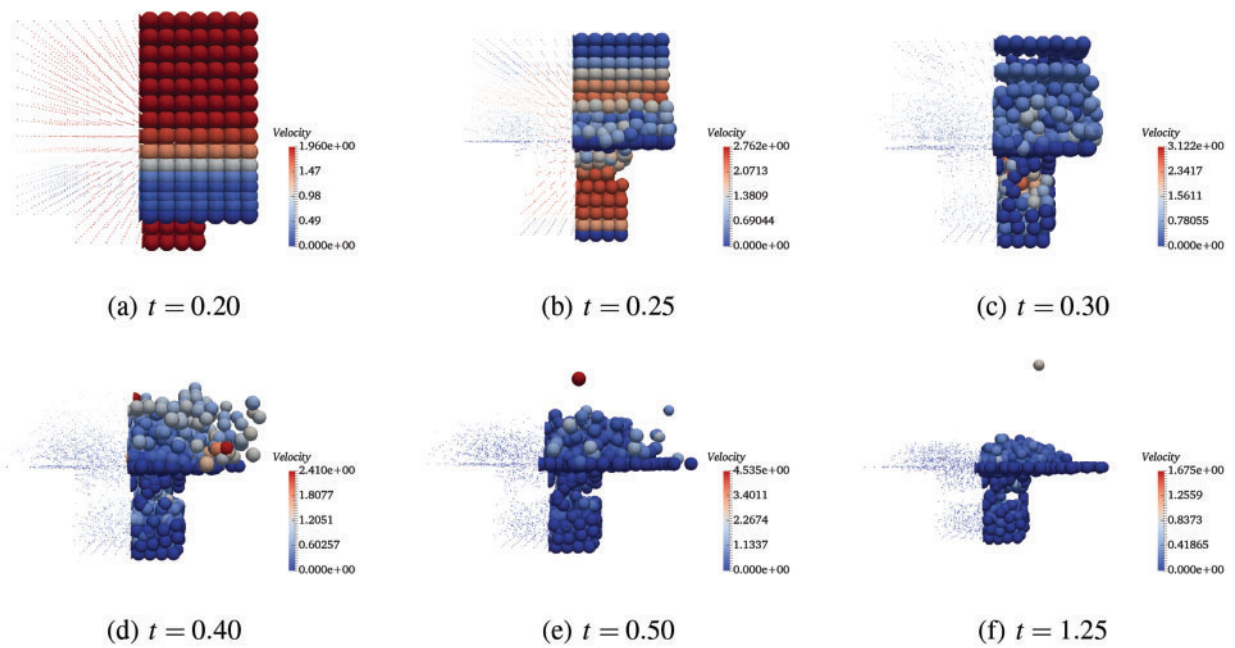 Velocity
1.960e+00
1.47
0.98
0.49
0.000e+00
(a) t = 0.20
Velocity
2.762e+00
2.0713
1.3809
0.69044
0.000e+00
(b) t = 0.25
Velocity
3.122e+00
2.3417
1.5611
0.78055
0.000e+00
(c) t = 0.30
Velocity
2.410e+00
1.8077
1.2051
0.60257
0.000e+00
(d) t = 0.40
Velocity
4.535e+00
3.4011
2.2674
1.1337
0.000e+00
(e) t = 0.50
Velocity
1.675e+00
1.2559
0.8373
0.41865
0.000e+00
(f) t = 1.25